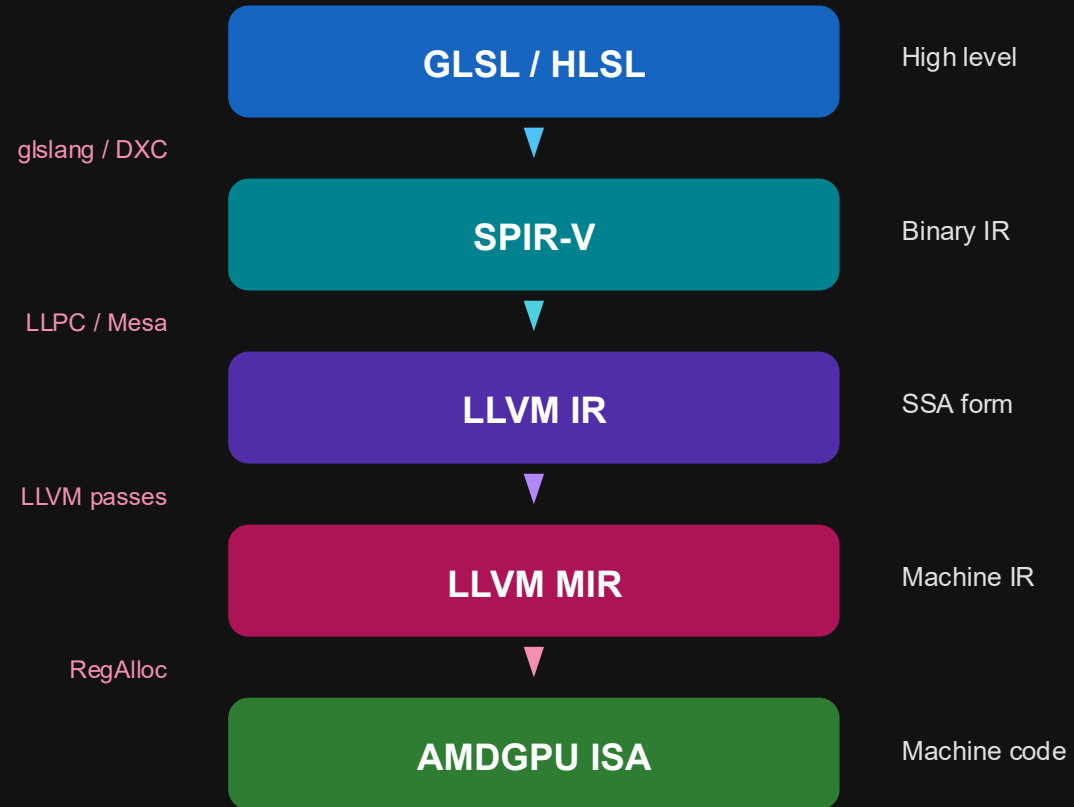 GLSL / HLSL
High level
glslang / DXC
SPIR-V
Binary IR
LLPC / Mesa
LLVM IR
SSA form
LLVM passes
LLVM MIR
Machine IR
RegAlloc
AMDGPU ISA
Machine code